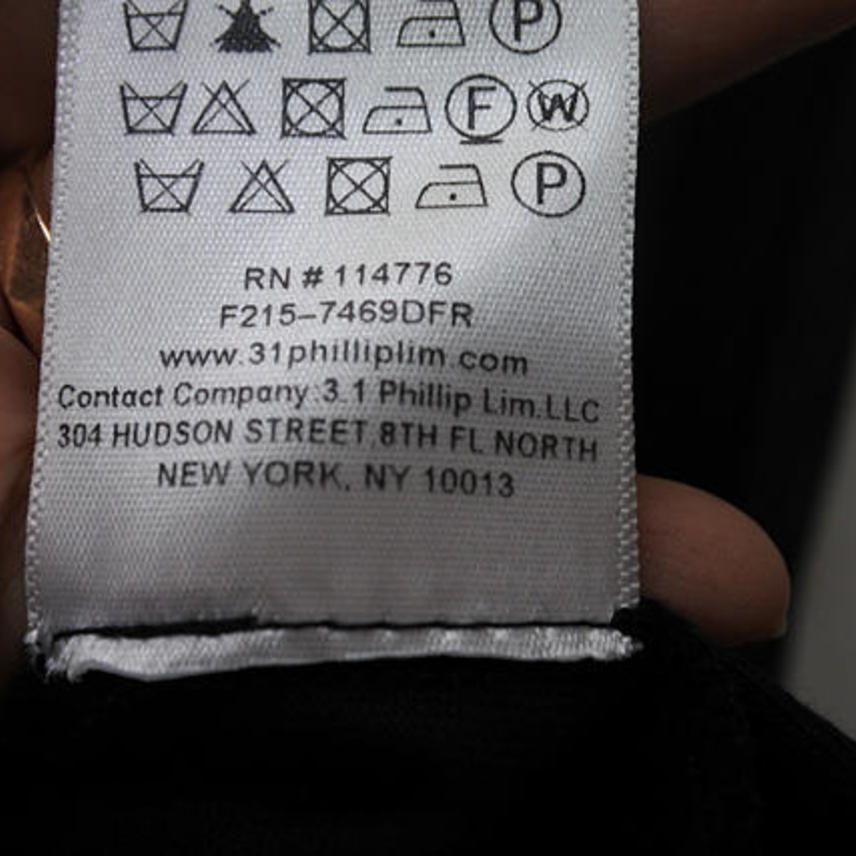 P
F W
P
RN # 114776
F215-7469DFR
www.31philliplim.com
Contact Company:3.1 Phillip Lim.LLC
304 HUDSON STREET,8TH FL NORTH
NEW YORK, NY 10013